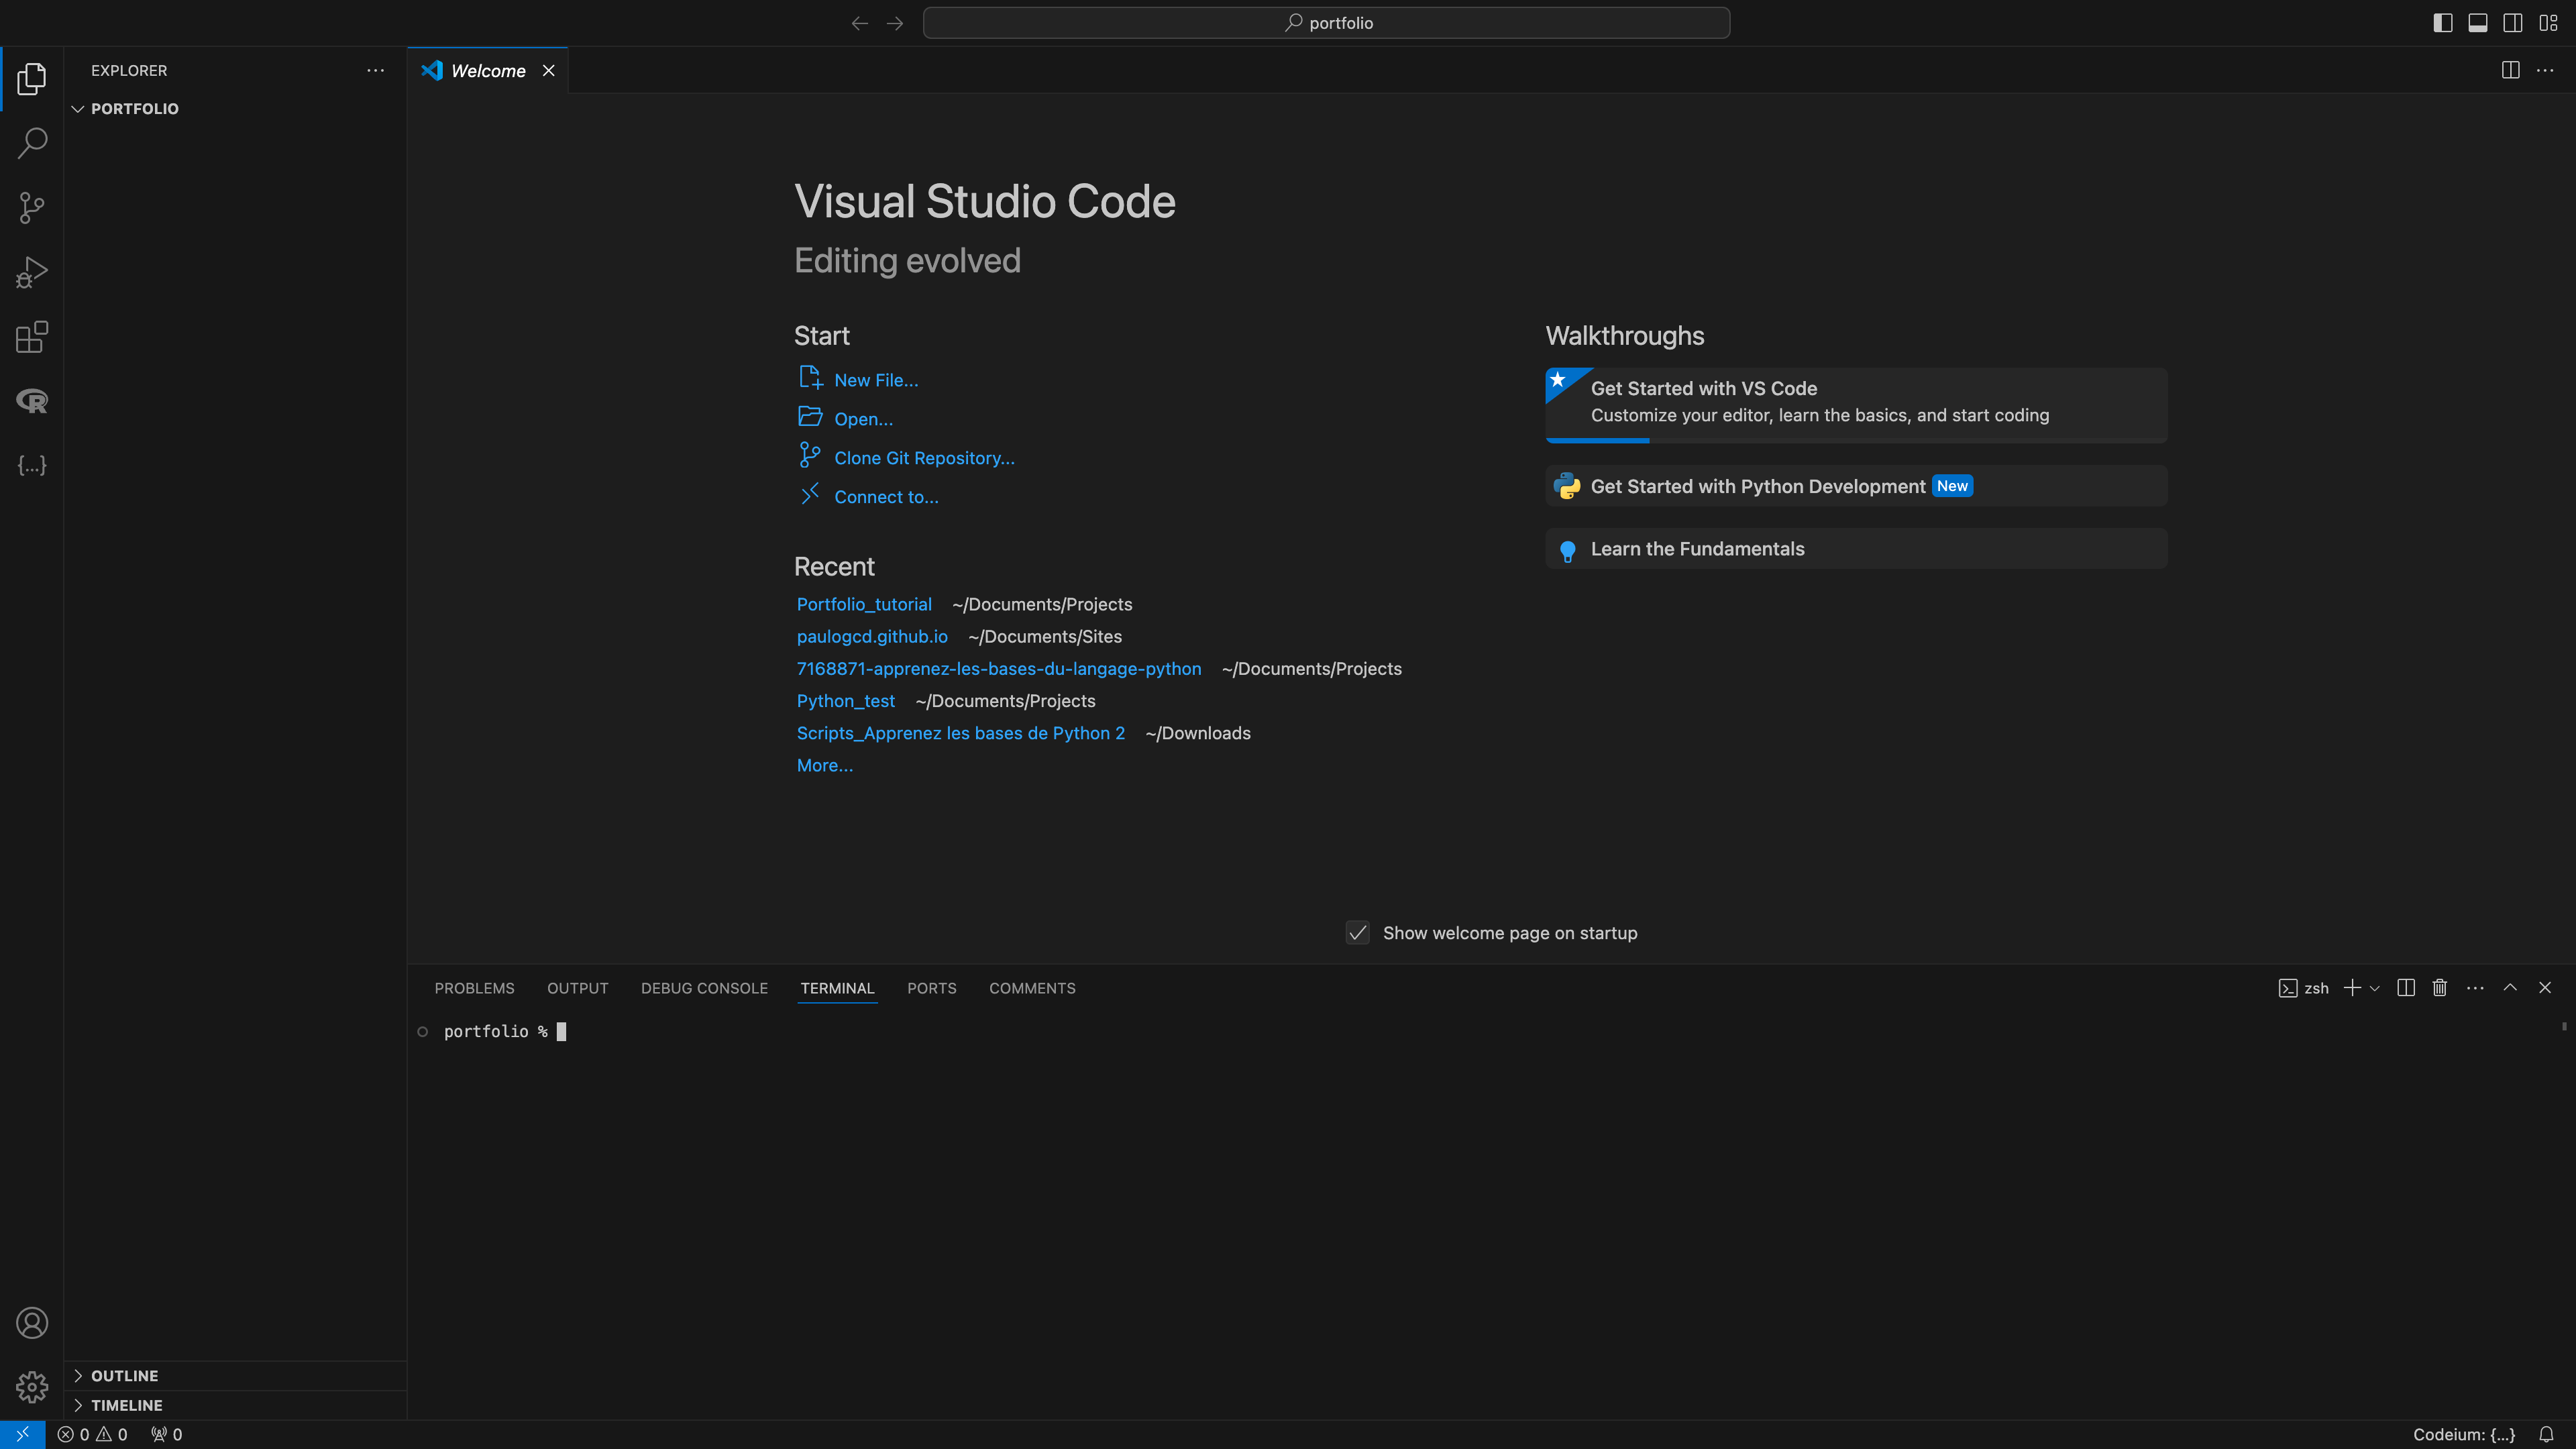 portfolio
EXPLORER
PORTFOLIO
Welcome
Visual Studio Code
Editing evolved
Start
New File...
Open...
Clone Git Repository...
Connect to...
Recent
Portfolio_tutorial ~/Documents/Projects
paulogcd.github.io ~/Documents/Sites
7168871-apprenez-les-bases-du-langage-python ~/Documents/Projects
Python_test ~/Documents/Projects
Scripts_Apprenez les bases de Python 2 ~/Downloads
More...
Walkthroughs
Get Started with VS Code
Customize your editor, learn the basics, and start coding
Get Started with Python Development New
Learn the Fundamentals
Show welcome page on startup
PROBLEMS OUTPUT DEBUG CONSOLE TERMINAL PORTS COMMENTS
zsh
portfolio %
OUTLINE
TIMELINE
0 0 0
Codeium: {...}